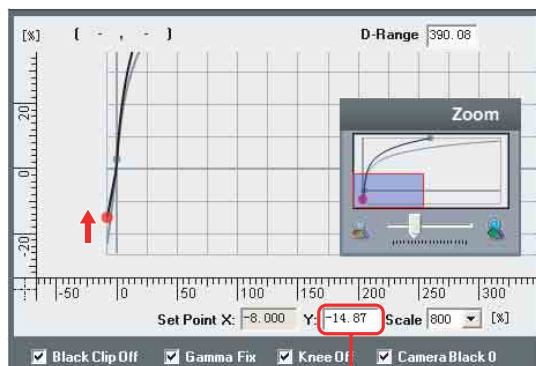 [%] ( - , - ) D-Range 390.08
Zoom
20
0
-20
-50 0 50 100 150 200 250 300
Set Point X: -8.000 Y: -14.87 Scale 800 [%]
Black Clip Off Gamma Fix Knee Off Camera Black 0